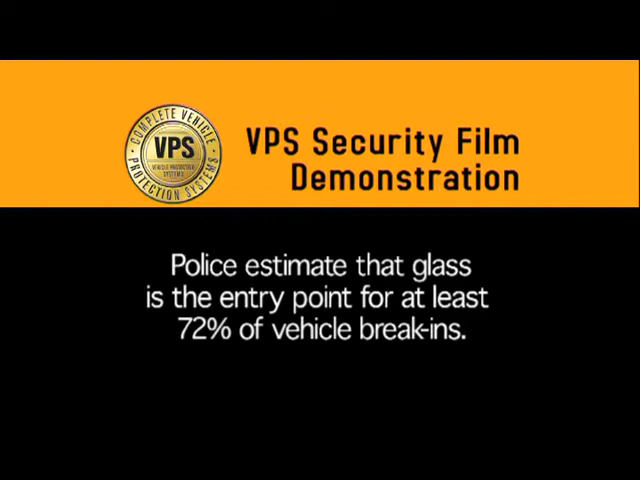 COMPLETE VEHICLE
VPS
VEHICLE PROTECTION
SYSTEMS
PROTECTION SYSTEMS
VPS Security Film
Demonstration
Police estimate that glass
is the entry point for at least
72% of vehicle break-ins.